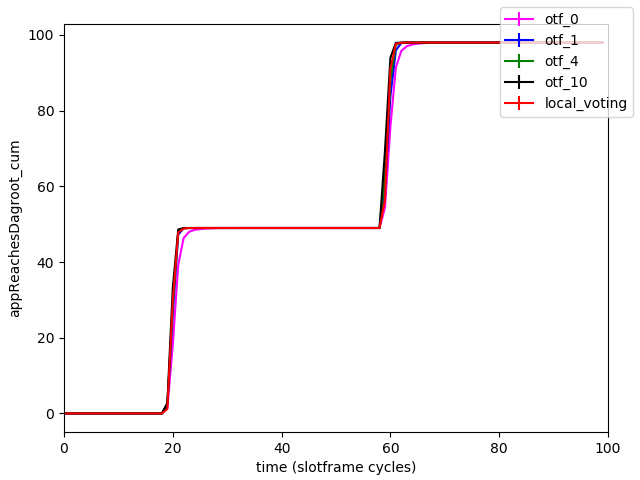 otf_0
otf_1
otf_4
otf_10
local_voting
100
80
60
40
20
0
appReachesDagroot_cum
0 20 40 60 80 100
time (slotframe cycles)